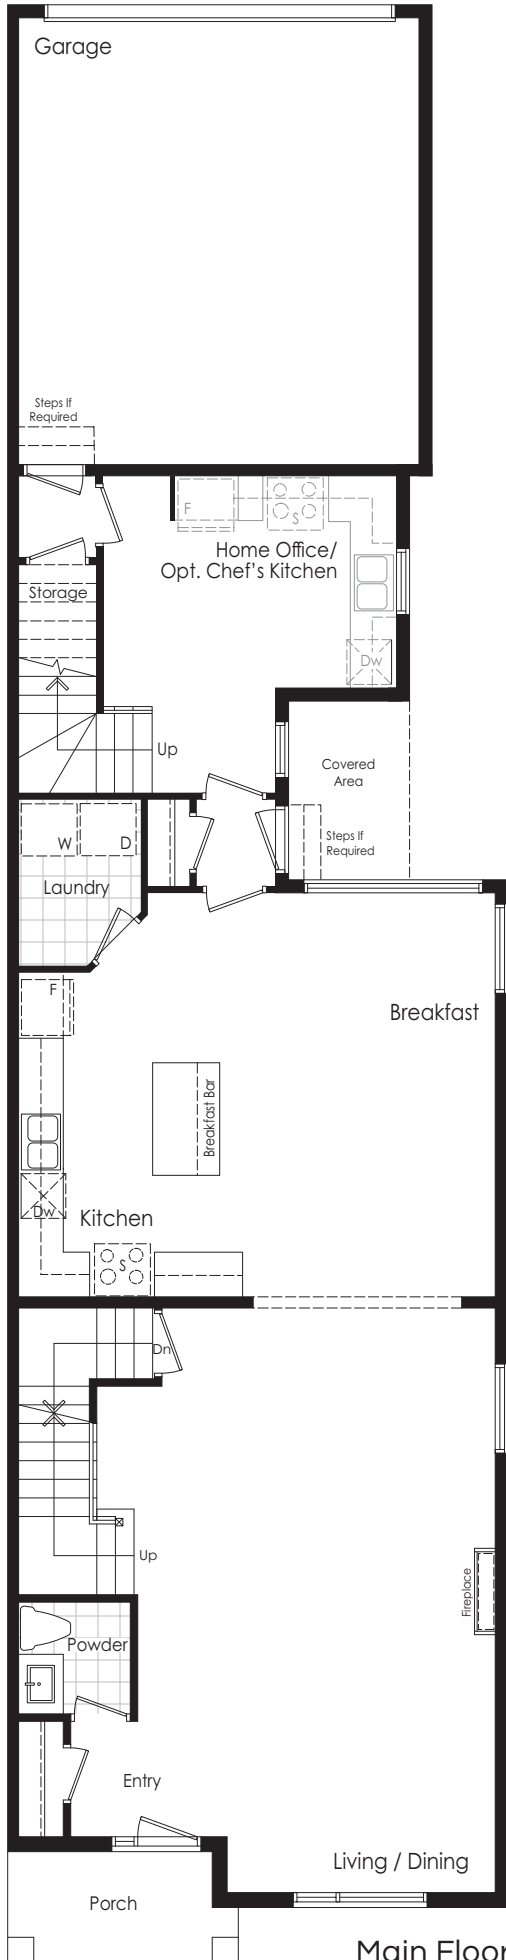 Garage
Steps If
Required
F
S
Home Office/
Opt. Chef's Kitchen
Storage
Dw
Up
Covered
Area
W
D
Steps If
Required
Laundry
F
Breakfast
Breakfast Bar
Dw
Kitchen
S
Dn
Up
Fireplace
Powder
Entry
Living / Dining
Porch
Main Floor